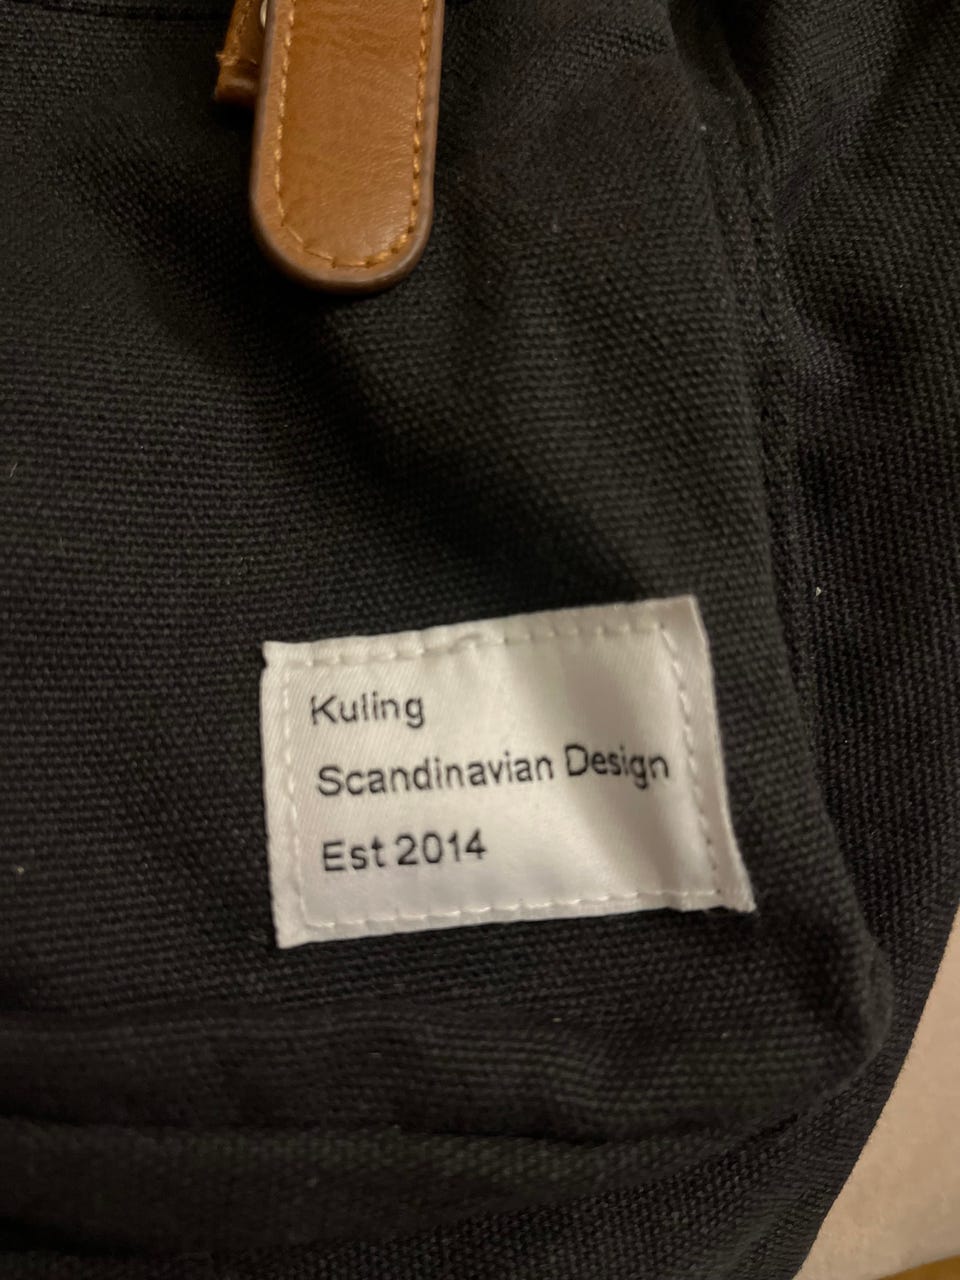 Kuling
Scandinavian Design
Est 2014